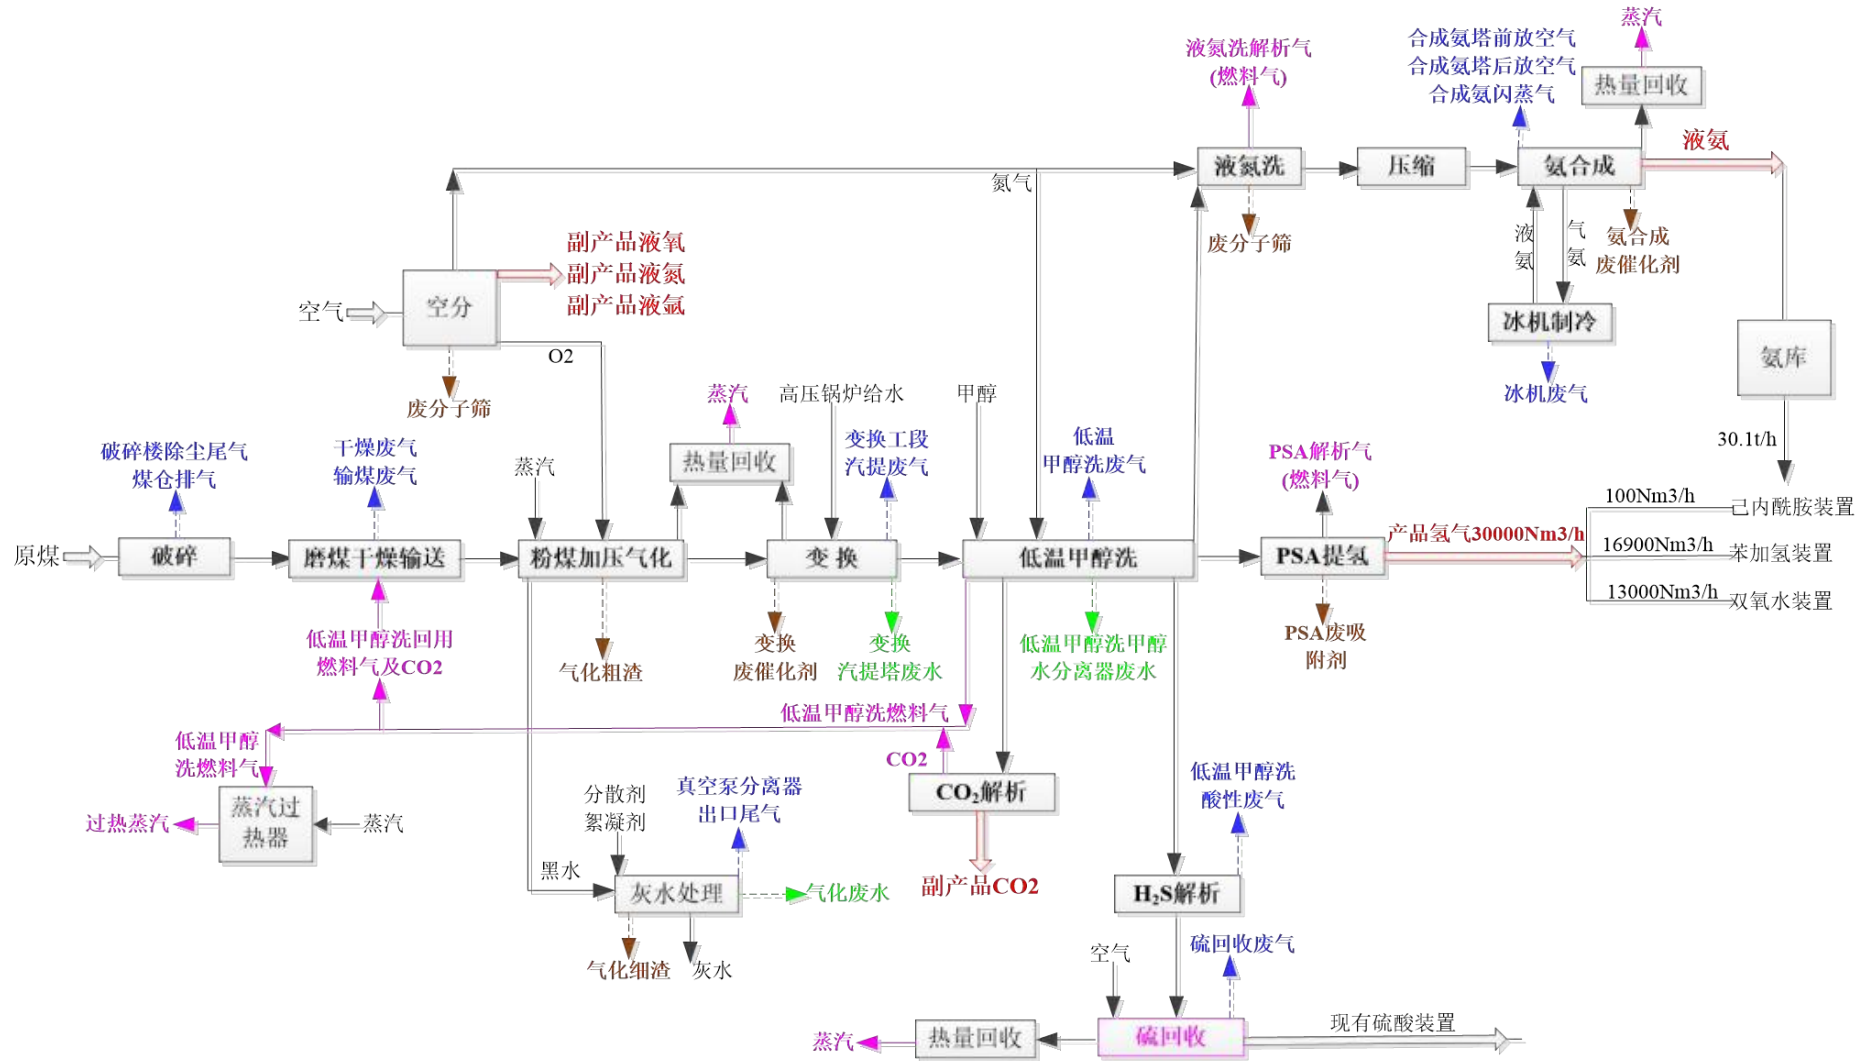 蒸汽
液氮洗解析气
(燃料气)
合成氨塔前放空气
合成氨塔后放空气
合成氨闪蒸气
热量回收
液氨
液氮洗
压缩
氨合成
氮气
废分子筛
液氨
气氨
氨合成
废催化剂
副产品液氧
副产品液氮
副产品液氩
空气
空分
O2
冰机制冷
氨库
废分子筛
冰机废气
30.1t/h
蒸汽
高压锅炉给水
甲醇
破碎楼除尘尾气
煤仓排气
干燥废气
输煤废气
蒸汽
热量回收
变换工段
汽提废气
低温
甲醇洗废气
PSA解析气
(燃料气)
100Nm3/h
己内酰胺装置
原煤
破碎
磨煤干燥输送
粉煤加压气化
变 换
低温甲醇洗
PSA提氢
产品氢气30000Nm3/h
16900Nm3/h
苯加氢装置
13000Nm3/h
双氧水装置
低温甲醇洗回用
燃料气及CO2
气化粗渣
变换
废催化剂
变换
汽提塔废水
低温甲醇洗甲醇
水分离器废水
PSA废吸
附剂
低温甲醇洗燃料气
低温甲醇
洗燃料气
CO2
过热蒸汽
蒸汽过
热器
蒸汽
分散剂
絮凝剂
真空泵分离器
出口尾气
CO₂解析
低温甲醇洗
酸性废气
黑水
灰水处理
气化废水
副产品CO2
H₂S解析
气化细渣
灰水
空气
硫回收废气
蒸汽
热量回收
硫回收
现有硫酸装置